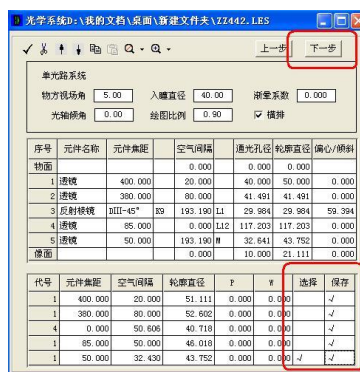 光学系统D:\我的文档\桌面\新建文件夹\ZZ442.LES
上一步 下一步
单光路系统
物方视场角 5.00 入瞳直径 40.00 渐晕系数 0.000
光轴倾角 0.00 绘图比例 0.90 横排
序号 元件名称 元件焦距 空气间隔 通光孔径 轮廓直径 偏心/倾斜
物面 0.000 0.000 0.000
1 透镜 400.000 20.000 40.000 50.000 0.000
2 透镜 380.000 80.000 41.491 41.491 0.000
3 反射棱镜 DIII-45° K9 193.190 L1 29.984 29.984 59.394
4 透镜 85.000 0.000 L12 117.203 117.203 0.000
5 透镜 50.000 193.190 M 32.641 43.752 0.000
像面 0.000 10.000 21.111 0.000
代号 元件焦距 空气间隔 轮廓直径 P W 选择 保存
1 400.000 20.000 51.111 0.000 0.000 √
1 380.000 80.000 52.602 0.000 0.000 √
4 0.000 50.606 40.718 0.000 0.000 √
1 85.000 50.000 46.018 0.000 0.000 √
1 50.000 32.430 43.752 0.000 0.000 √ √